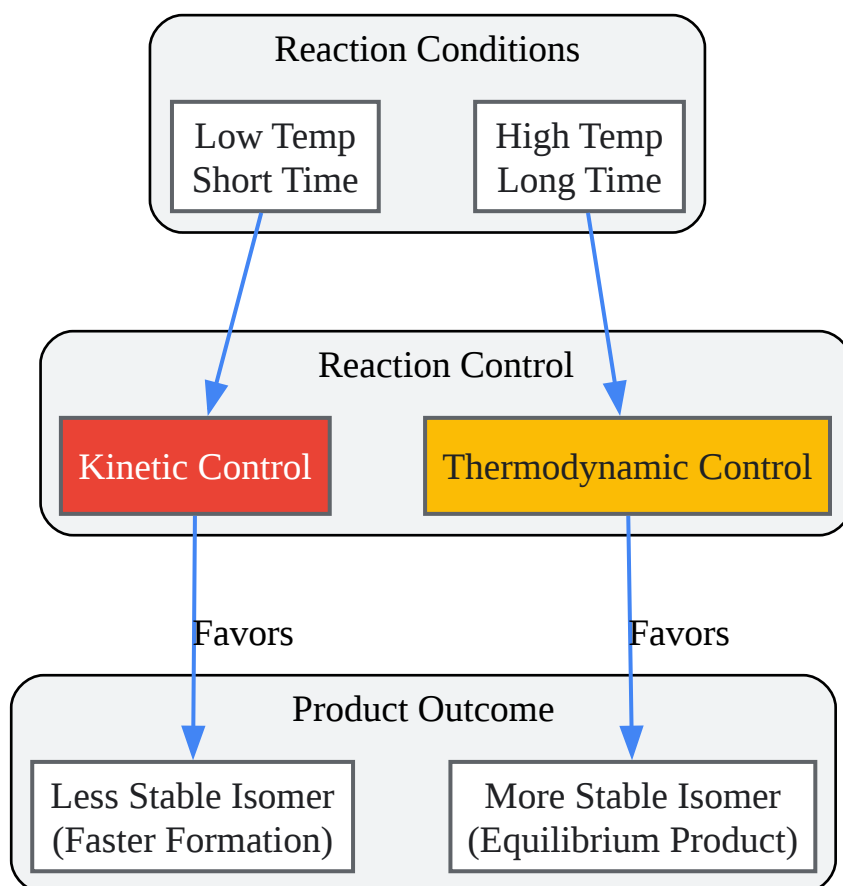 Reaction Conditions
Low Temp
Short Time
High Temp
Long Time
Reaction Control
Kinetic Control
Thermodynamic Control
Favors
Favors
Product Outcome
Less Stable Isomer
(Faster Formation)
More Stable Isomer
(Equilibrium Product)